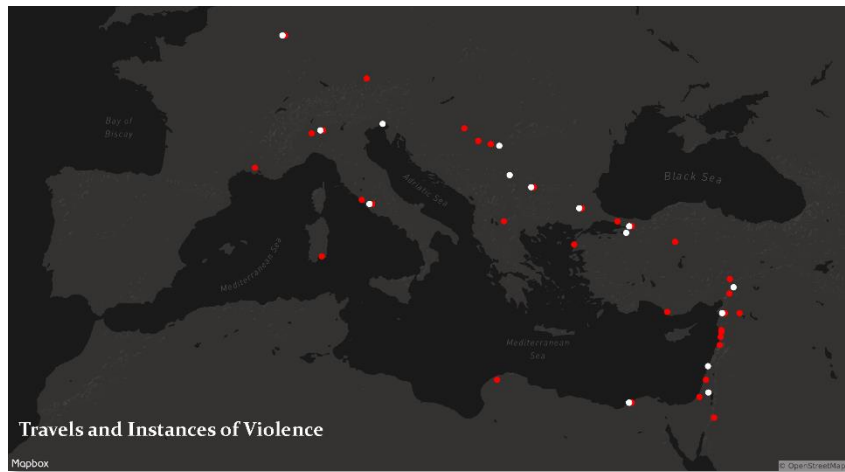 Bay of
Biscay
Black Sea
Adriatic Sea
Mediterranean Sea
Mediterranean
Sea
Travels and Instances of Violence
Mapbox
© OpenStreetMap